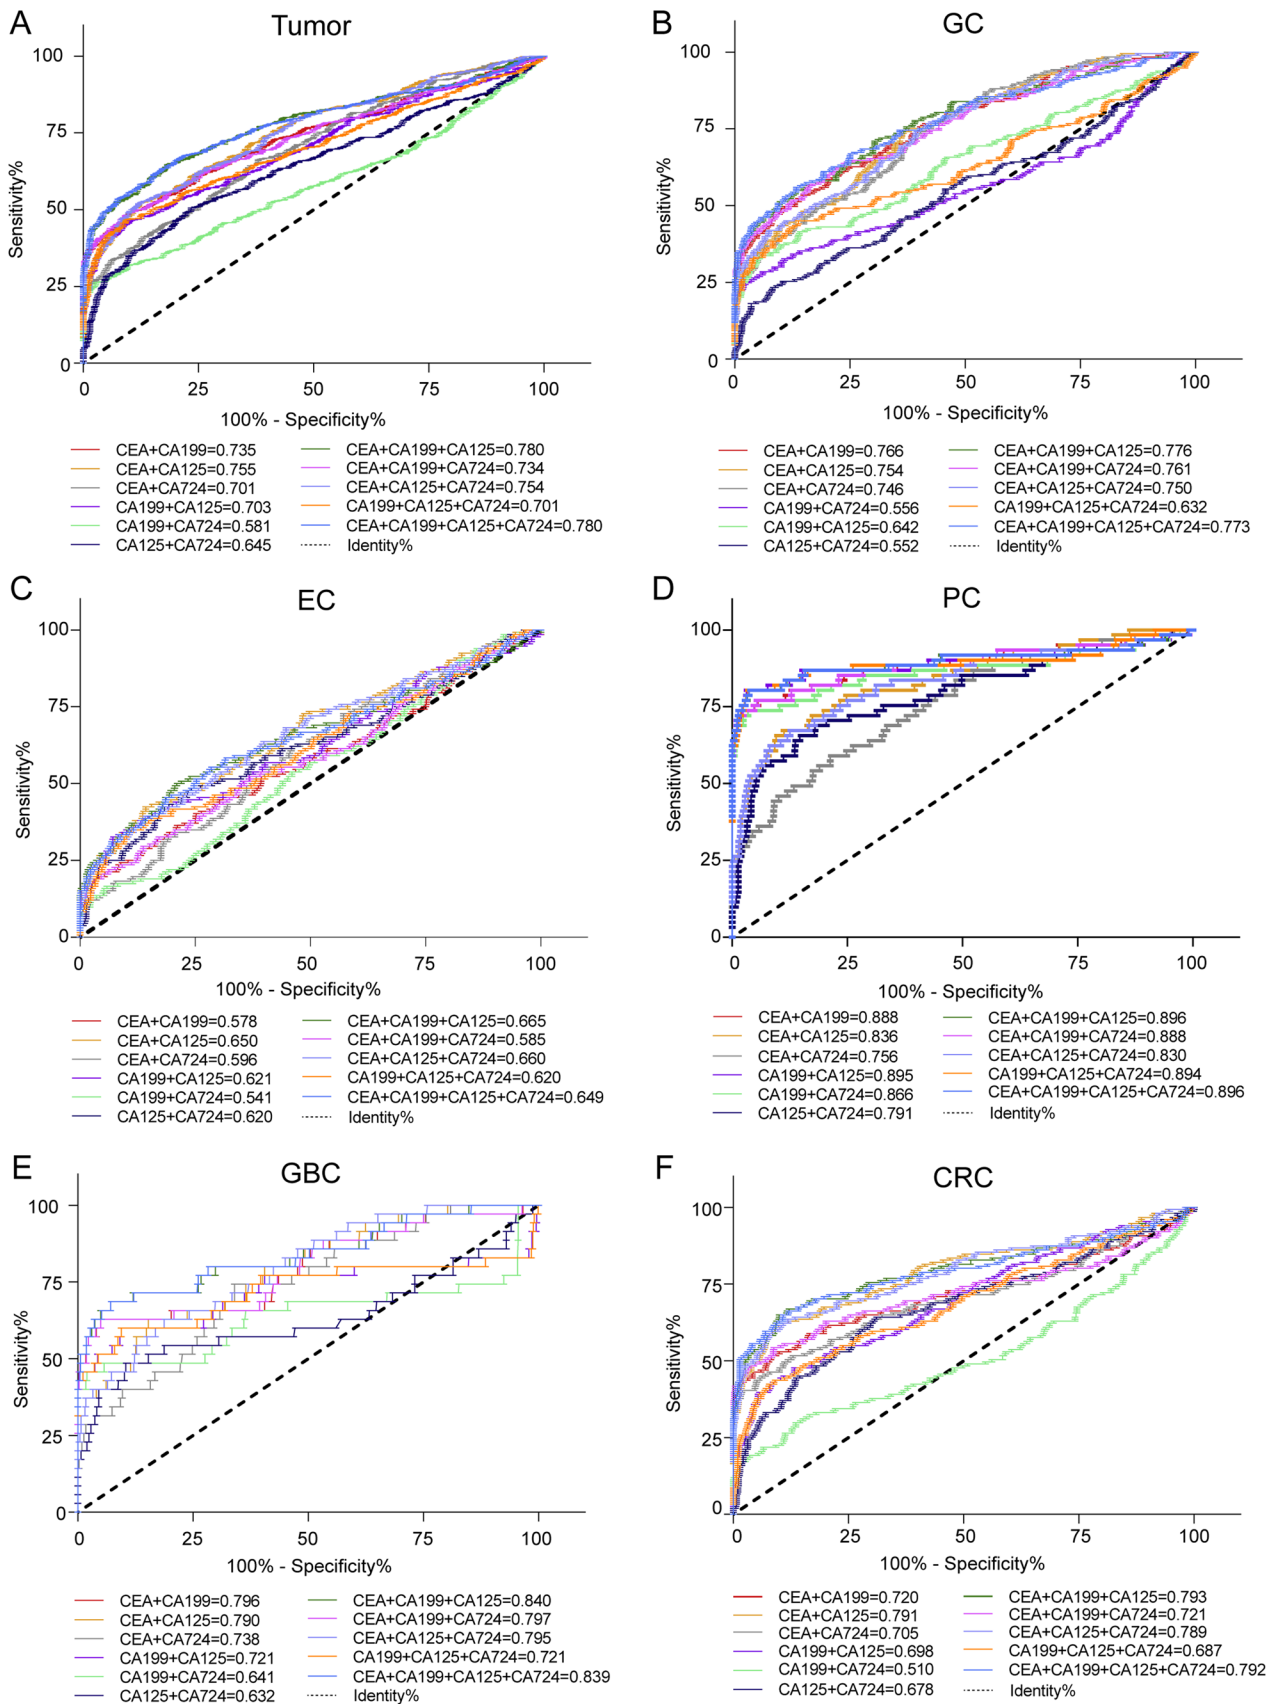 A
Tumor
100
75
50
25
0
Sensitivity%
0 25 50 75 100
100% - Specificity%
CEA+CA199=0.735
CEA+CA125=0.755
CEA+CA724=0.701
CA199+CA125=0.703
CA199+CA724=0.581
CA125+CA724=0.645
CEA+CA199+CA125=0.780
CEA+CA199+CA724=0.734
CEA+CA125+CA724=0.754
CA199+CA125+CA724=0.701
CEA+CA199+CA125+CA724=0.780
Identity%
B
GC
100
75
50
25
0
Sensitivity%
0 25 50 75 100
100% - Specificity%
CEA+CA199=0.766
CEA+CA125=0.754
CEA+CA724=0.746
CA199+CA724=0.556
CA199+CA125=0.642
CA125+CA724=0.552
CEA+CA199+CA125=0.776
CEA+CA199+CA724=0.761
CEA+CA125+CA724=0.750
CA199+CA125+CA724=0.632
CEA+CA199+CA125+CA724=0.773
Identity%
C
EC
100
75
50
25
0
Sensitivity%
0 25 50 75 100
100% - Specificity%
CEA+CA199=0.578
CEA+CA125=0.650
CEA+CA724=0.596
CA199+CA125=0.621
CA199+CA724=0.541
CA125+CA724=0.620
CEA+CA199+CA125=0.665
CEA+CA199+CA724=0.585
CEA+CA125+CA724=0.660
CA199+CA125+CA724=0.620
CEA+CA199+CA125+CA724=0.649
Identity%
D
PC
100
75
50
25
0
Sensitivity%
0 25 50 75 100
100% - Specificity%
CEA+CA199=0.888
CEA+CA125=0.836
CEA+CA724=0.756
CA199+CA125=0.895
CA199+CA724=0.866
CA125+CA724=0.791
CEA+CA199+CA125=0.896
CEA+CA199+CA724=0.888
CEA+CA125+CA724=0.830
CA199+CA125+CA724=0.894
CEA+CA199+CA125+CA724=0.896
Identity%
E
GBC
100
75
50
25
0
Sensitivity%
0 25 50 75 100
100% - Specificity%
CEA+CA199=0.796
CEA+CA125=0.790
CEA+CA724=0.738
CA199+CA125=0.721
CA199+CA724=0.641
CA125+CA724=0.632
CEA+CA199+CA125=0.840
CEA+CA199+CA724=0.797
CEA+CA125+CA724=0.795
CA199+CA125+CA724=0.721
CEA+CA199+CA125+CA724=0.839
Identity%
F
CRC
100
75
50
25
0
Sensitivity%
0 25 50 75 100
100% - Specificity%
CEA+CA199=0.720
CEA+CA125=0.791
CEA+CA724=0.705
CA199+CA125=0.698
CA199+CA724=0.510
CA125+CA724=0.678
CEA+CA199+CA125=0.793
CEA+CA199+CA724=0.721
CEA+CA125+CA724=0.789
CA199+CA125+CA724=0.687
CEA+CA199+CA125+CA724=0.792
Identity%